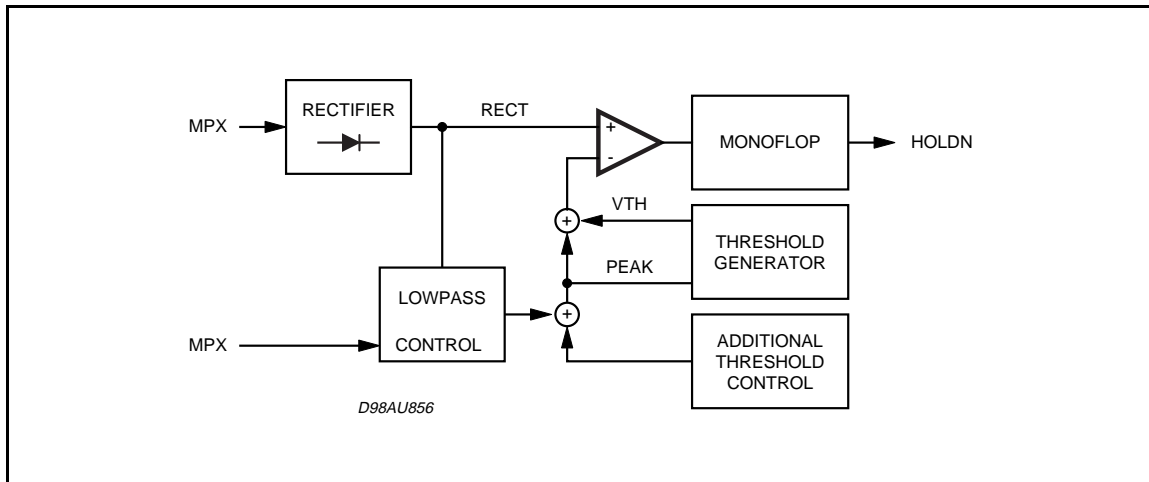 RECTIFIER
RECT
MPX
+
-
MONOFLOP
HOLDN
VTH
+
THRESHOLD
GENERATOR
PEAK
LOWPASS
CONTROL
+
MPX
ADDITIONAL
THRESHOLD
CONTROL
D98AU856